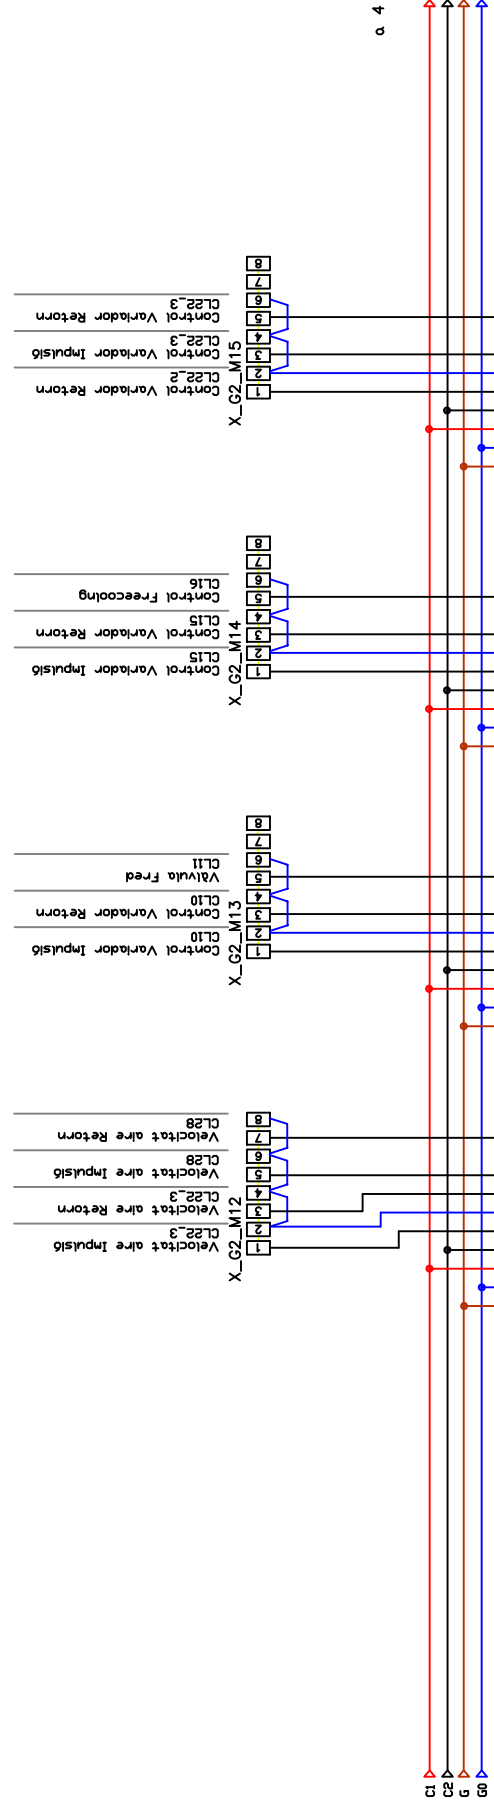 a 4
8
7
6
5
4
3
2
1
Control Variador Retorn
CL22_3
Control Variador Impulsió
CL22_3
Control Variador Retorn
CL22_2
X_G2_M15
8
7
6
5
4
3
2
1
Control Freecooing
CL16
Control Variador Retorn
CL15
Control Variador Impulsió
CL15
X_G2_M14
8
7
6
5
4
3
2
1
Vàlvula Fred
CL11
Control Variador Retorn
CL10
Control Variador Impulsió
CL10
X_G2_M13
8
7
6
5
4
3
2
1
Velocitat aire Retorn
CL28
Velocitat aire Impulsió
CL28
Velocitat aire Retorn
CL22_3
Velocitat aire Impulsió
CL22_3
X_G2_M12
C1
C2
G
G0